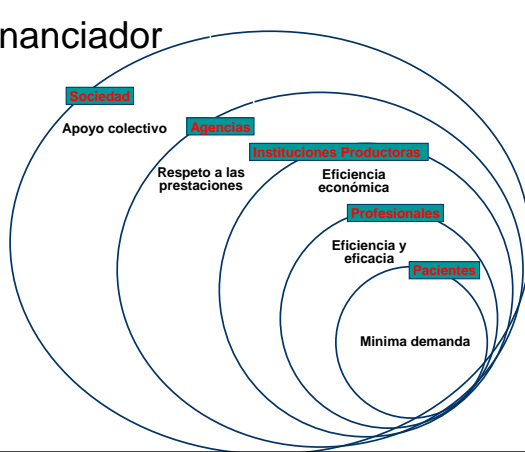 nanciador
Sociedad
Apoyo colectivo
Agencias
Instituciones Productoras
Respeto a las
prestaciones
Eficiencia
económica
Profesionales
Eficiencia y
eficacia
Pacientes
Minima demanda